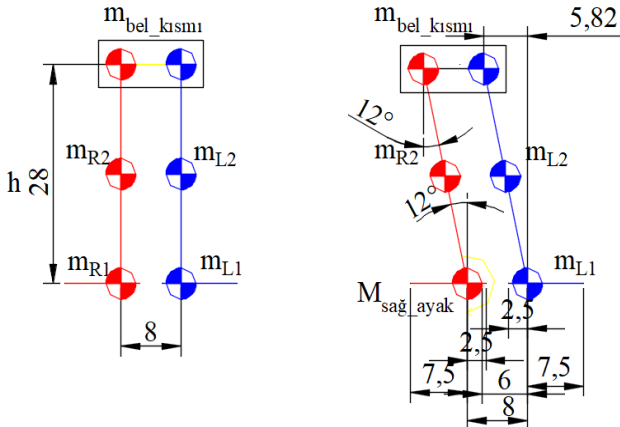 m_bel_kısmı
m_R2
m_L2
h
28
m_R1
m_L1
8
m_bel_kısmı
5,82
12°
m_R2
m_L2
12°
m_L1
M_sağ_ayak
2,5
2,5
7,5
6
7,5
8